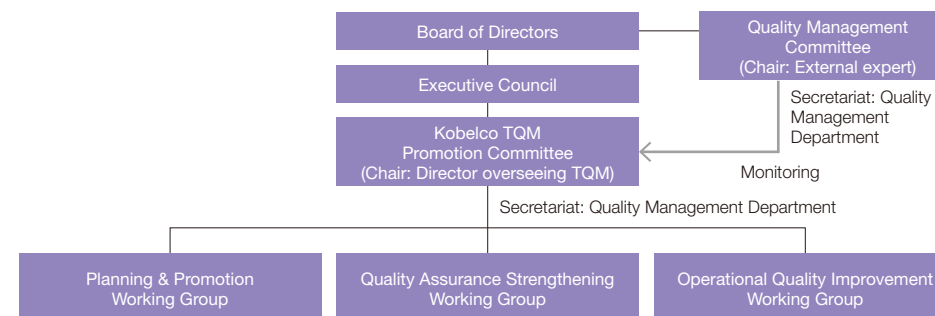 Board of Directors
Quality Management
Committee
(Chair: External expert)
Executive Council
Secretariat: Quality
Management
Department
Kobelco TQM
Promotion Committee
(Chair: Director overseeing TQM)
Monitoring
Secretariat: Quality Management Department
Planning & Promotion
Working Group
Quality Assurance Strengthening
Working Group
Operational Quality Improvement
Working Group